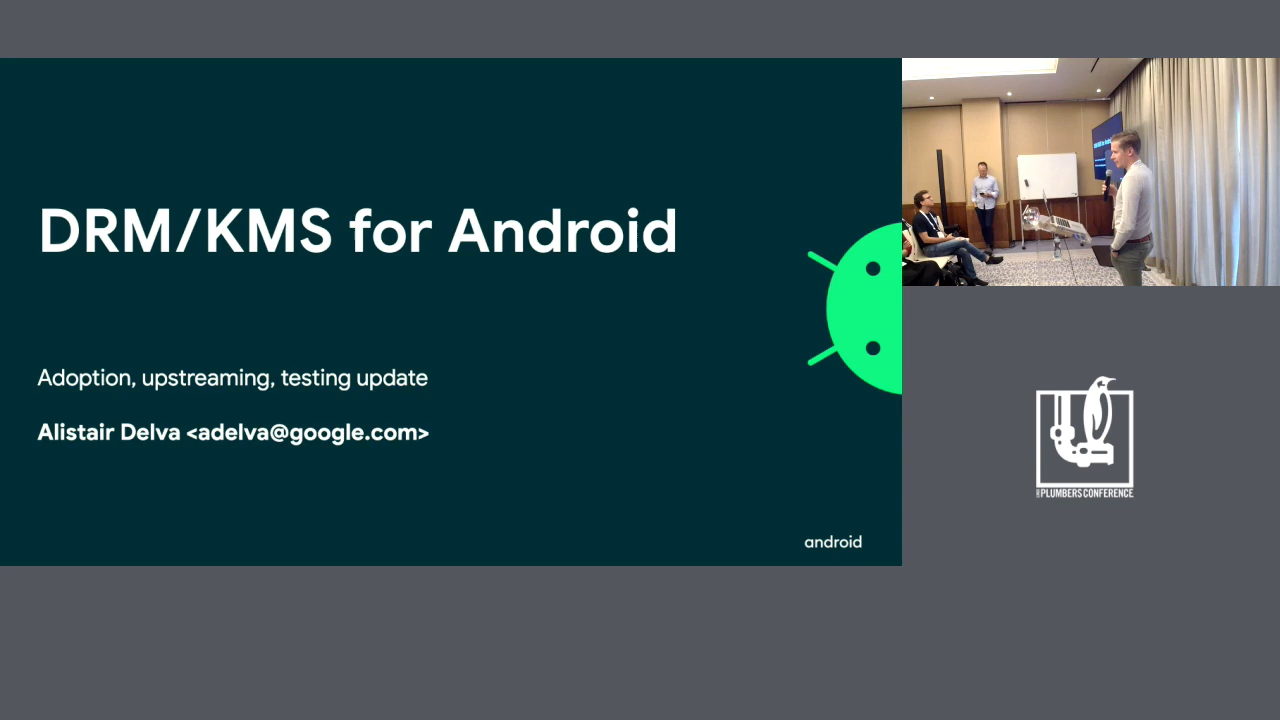 DRM/KMS for Android
Adoption, upstreaming, testing update
Alistair Delva <adelva@google.com>
android
PLUMBERS CONFERENCE